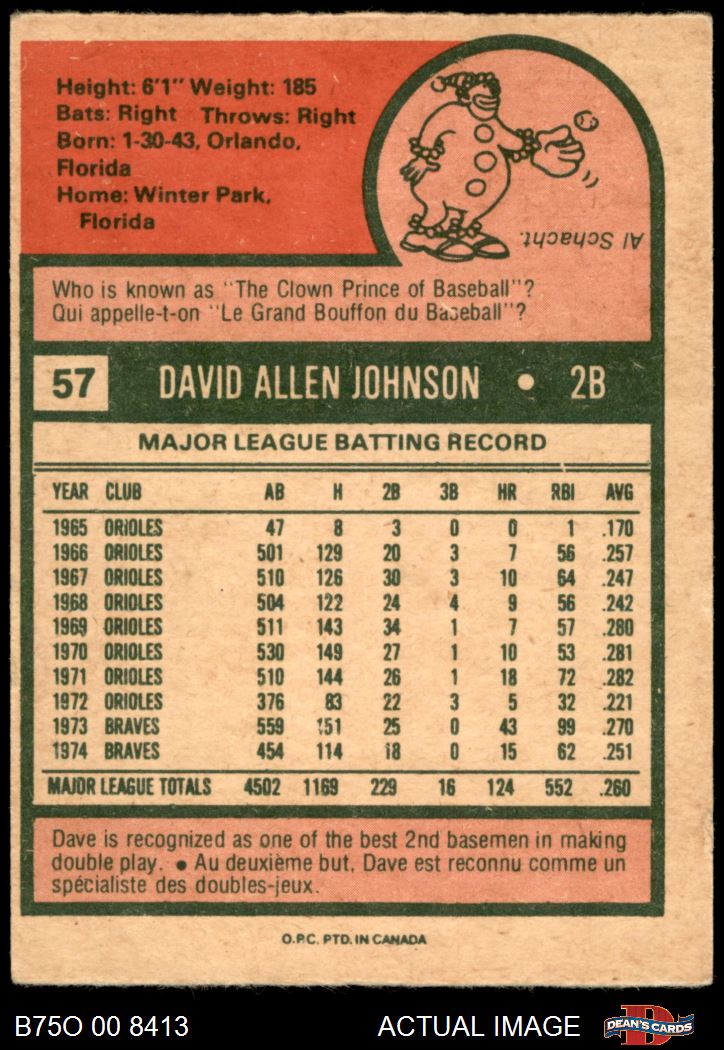 Height: 6'1" Weight: 185
Bats: Right Throws: Right
Born: 1-30-43, Orlando,
Florida
Home: Winter Park,
Florida
Al Schacht.
Who is known as "The Clown Prince of Baseball"?
Qui appelle-t-on "Le Grand Bouffon du Baseball"?
57 DAVID ALLEN JOHNSON • 2B
MAJOR LEAGUE BATTING RECORD
YEAR CLUB AB H 2B 3B HR RBI AVG
1965 ORIOLES 47 8 3 0 0 1 .170
1966 ORIOLES 501 129 20 3 7 56 .257
1967 ORIOLES 510 126 30 3 10 64 .247
1968 ORIOLES 504 122 24 4 9 56 .242
1969 ORIOLES 511 143 34 1 7 57 .280
1970 ORIOLES 530 149 27 1 10 53 .281
1971 ORIOLES 510 144 26 1 18 72 .282
1972 ORIOLES 376 83 22 3 5 32 .221
1973 BRAVES 559 151 25 0 43 99 .270
1974 BRAVES 454 114 18 0 15 62 .251
MAJOR LEAGUE TOTALS 4502 1169 229 16 124 552 .260
Dave is recognized as one of the best 2nd basemen in making
double play. • Au deuxième but, Dave est reconnu comme un
spécialiste des doubles-jeux.
O.P.C. PTD. IN CANADA
B75O 00 8413 ACTUAL IMAGE DEAN'S CARDS